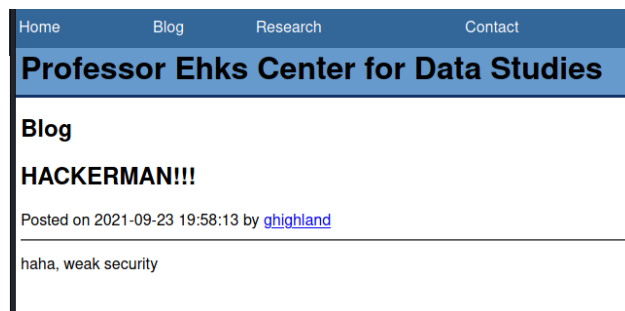 Home Blog Research Contact
Professor Ehks Center for Data Studies
Blog
HACKERMAN!!!
Posted on 2021-09-23 19:58:13 by ghighland
haha, weak security